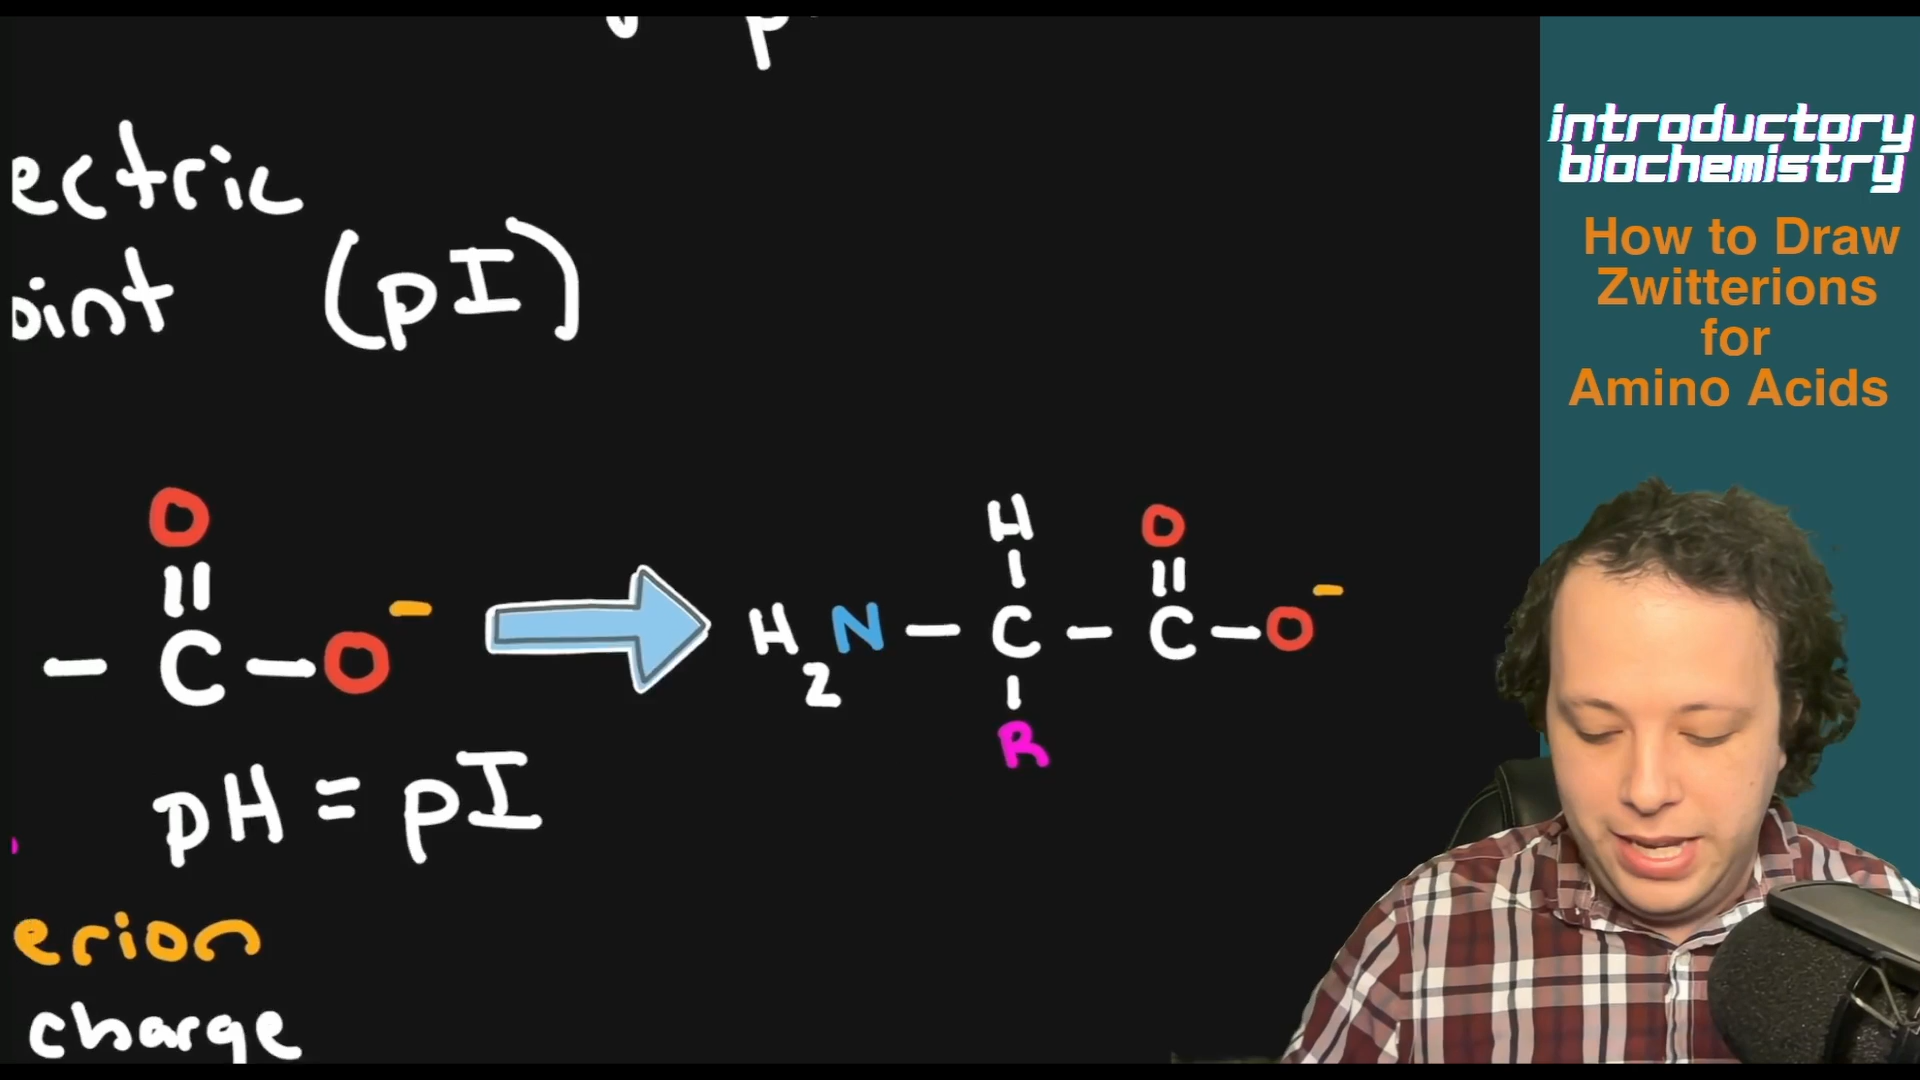 ectric
oint (pI)
O
||
— C — O −
H
|
H2N — C — C — O −
O
||
|
R
pH = pI
erion
charge
introductory
biochemistry
How to Draw
Zwitterions
for
Amino Acids